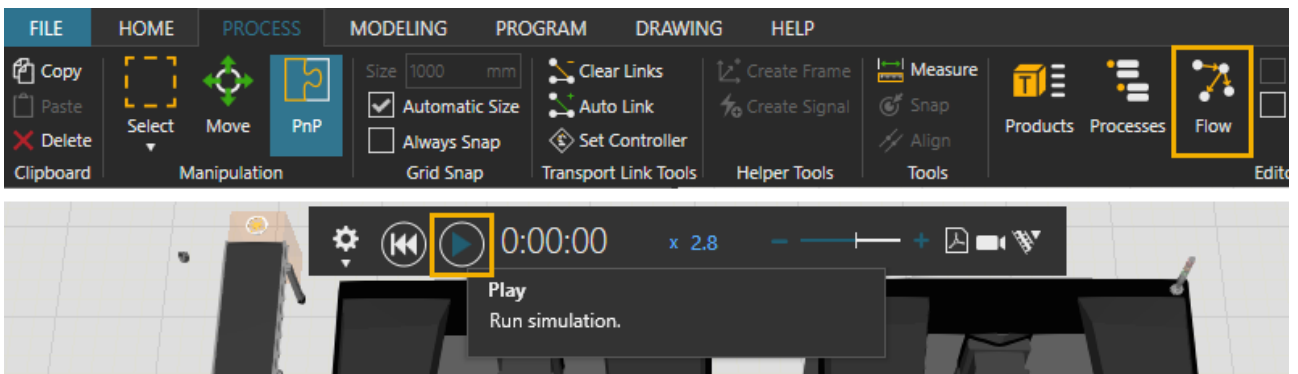 FILE HOME PROCESS MODELING PROGRAM DRAWING HELP
Copy
Paste
Delete
Clipboard
Select Move PnP
Manipulation
Size 1000 mm
Automatic Size
Always Snap
Grid Snap
Clear Links
Auto Link
Set Controller
Transport Link Tools
Create Frame
Create Signal
Helper Tools
Measure
Snap
Align
Tools
T
Products Processes Flow
Edito
0:00:00 x 2.8
Play
Run simulation.